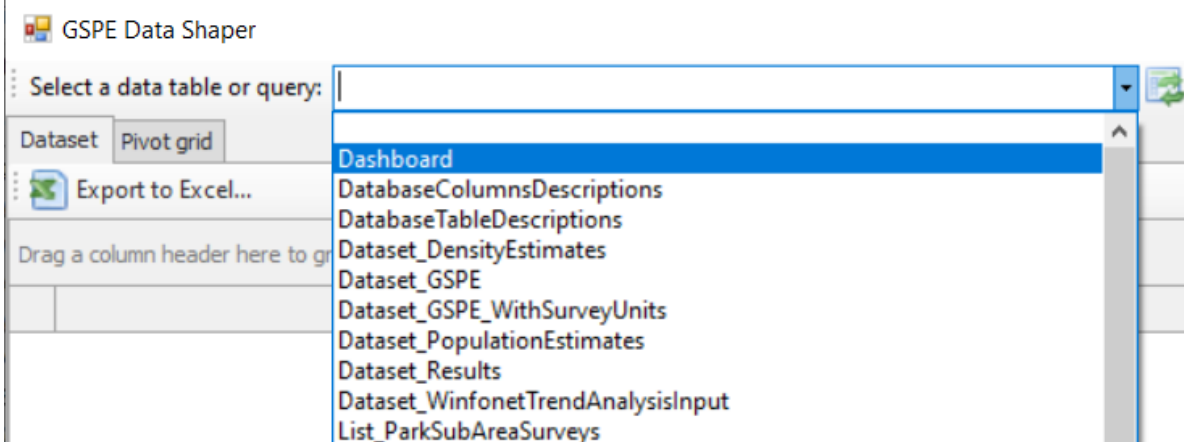 GSPE Data Shaper
Select a data table or query:
Dataset Pivot grid
Export to Excel...
Drag a column header here to gr
Dashboard
DatabaseColumnsDescriptions
DatabaseTableDescriptions
Dataset_DensityEstimates
Dataset_GSPE
Dataset_GSPE_WithSurveyUnits
Dataset_PopulationEstimates
Dataset_Results
Dataset_WinfonetTrendAnalysisInput
List_ParkSubAreaSurveys